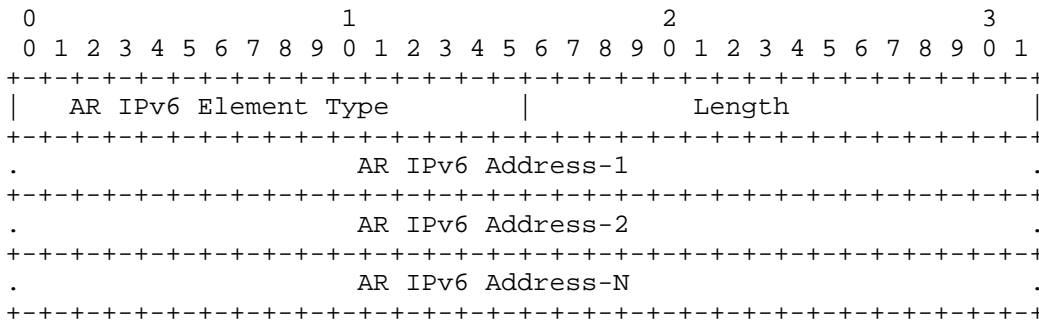 0                   1                   2                   3
 0 1 2 3 4 5 6 7 8 9 0 1 2 3 4 5 6 7 8 9 0 1 2 3 4 5 6 7 8 9 0 1
+-+-+-+-+-+-+-+-+-+-+-+-+-+-+-+-+-+-+-+-+-+-+-+-+-+-+-+-+-+-+-+-+
|   AR IPv6 Element Type        |          Length               |
+-+-+-+-+-+-+-+-+-+-+-+-+-+-+-+-+-+-+-+-+-+-+-+-+-+-+-+-+-+-+-+-+
.                     AR IPv6 Address-1                         .
+-+-+-+-+-+-+-+-+-+-+-+-+-+-+-+-+-+-+-+-+-+-+-+-+-+-+-+-+-+-+-+-+
.                     AR IPv6 Address-2                         .
+-+-+-+-+-+-+-+-+-+-+-+-+-+-+-+-+-+-+-+-+-+-+-+-+-+-+-+-+-+-+-+-+
.                     AR IPv6 Address-N                         .
+-+-+-+-+-+-+-+-+-+-+-+-+-+-+-+-+-+-+-+-+-+-+-+-+-+-+-+-+-+-+-+-+